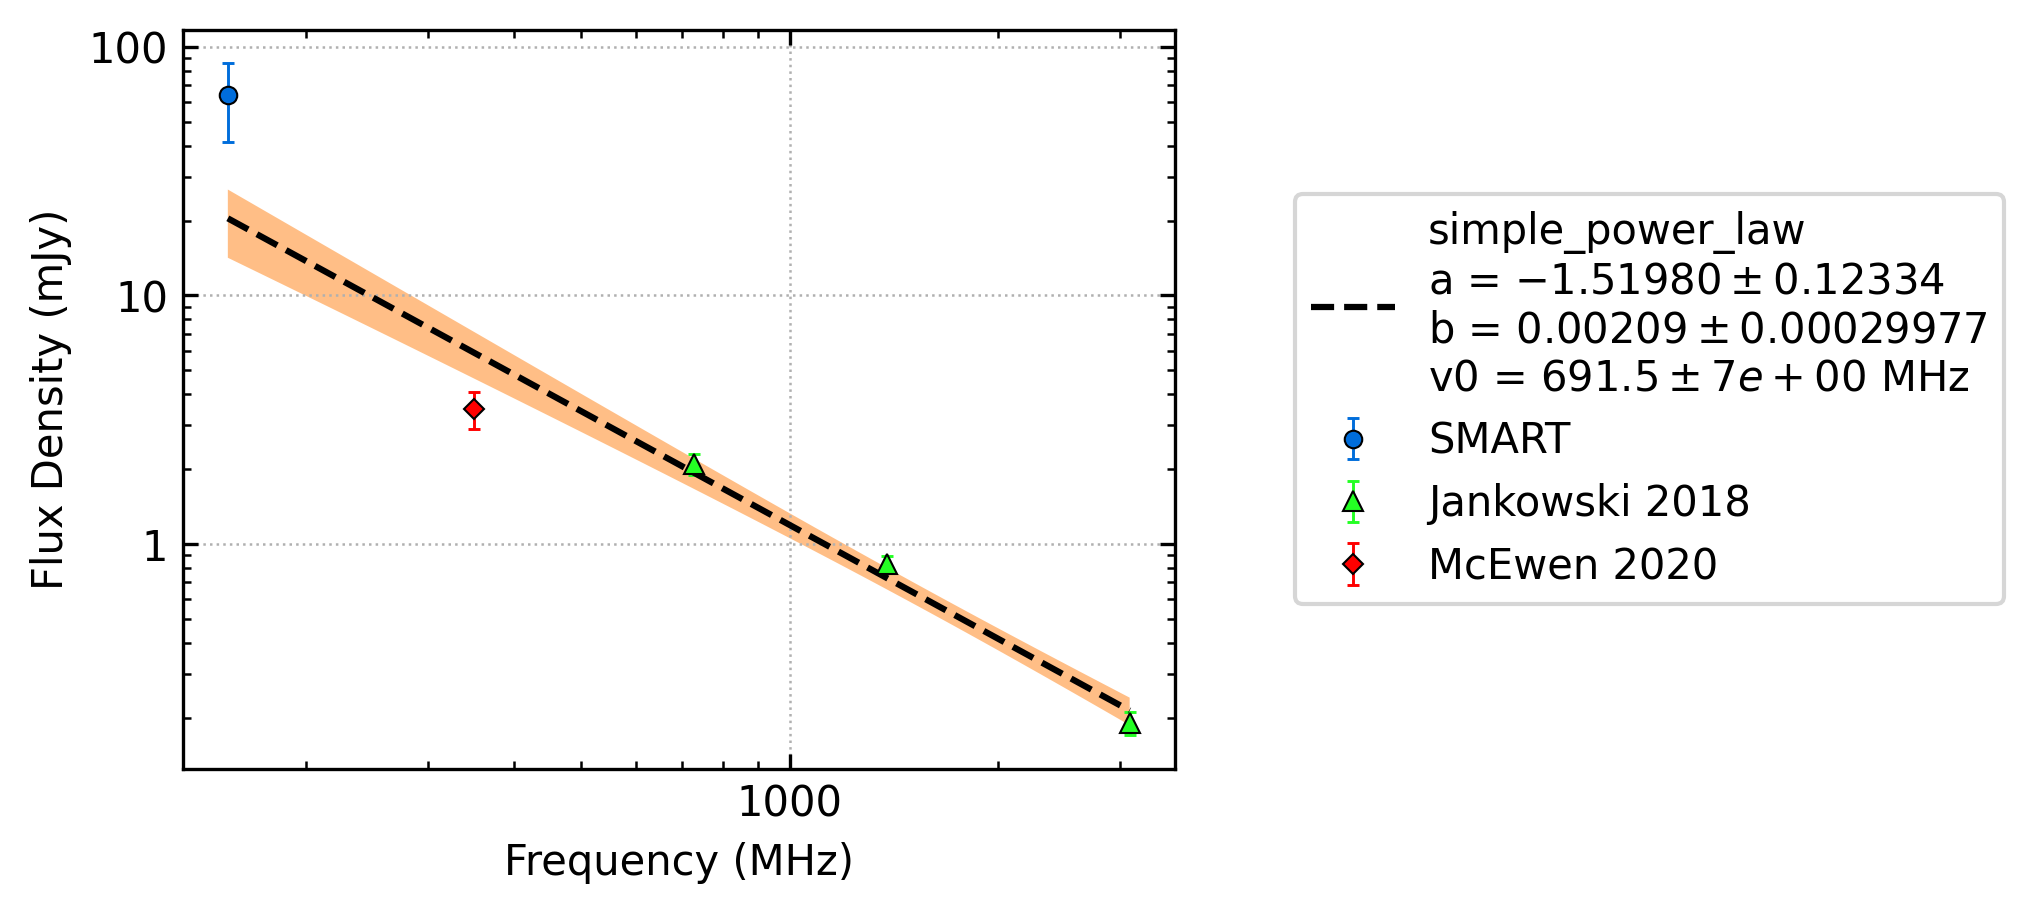 100
10
1
Flux Density (mJy)
1000
Frequency (MHz)
simple_power_law
a = −1.51980 ± 0.12334
b = 0.00209 ± 0.00029977
v0 = 691.5 ± 7e + 00 MHz
SMART
Jankowski 2018
McEwen 2020